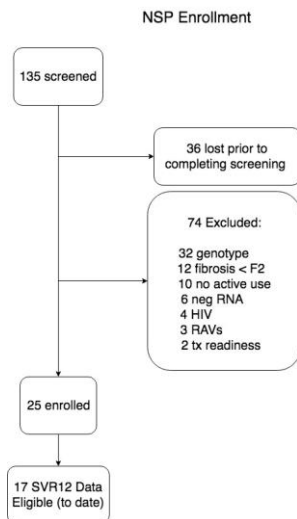 NSP Enrollment
135 screened
36 lost prior to
completing screening
74 Excluded:
32 genotype
12 fibrosis < F2
10 no active use
6 neg RNA
4 HIV
3 RAVs
2 tx readiness
25 enrolled
17 SVR12 Data
Eligible (to date)